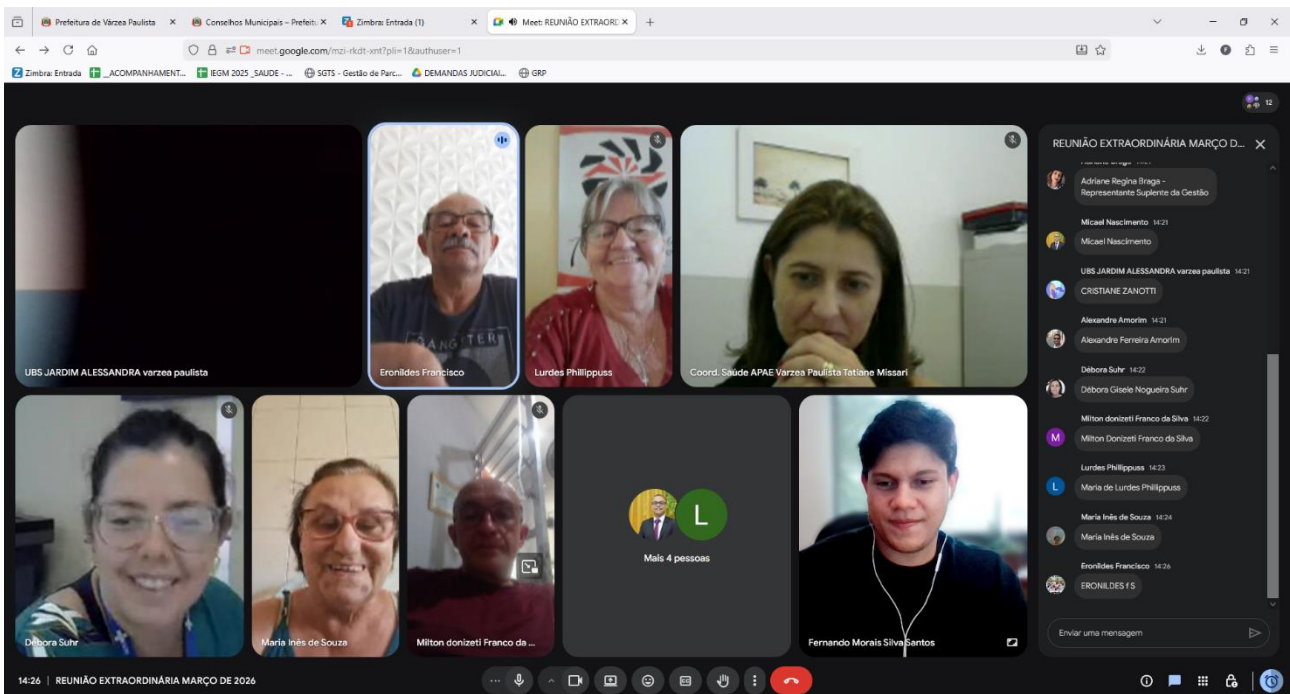 Prefeitura de Várzea Paulista
Conselhos Municipais – Prefeit
Zimbra: Entrada (1)
Meet: REUNIÃO EXTRAORD
meet.google.com/mzi-rkdt-xnt?pli=1&authuser=1
Zimbra: Entrada
_ACOMPANHAMENT...
IEGM 2025 _SAUDE - ...
SGTS - Gestão de Parc...
DEMANDAS JUDICIAI...
GRP
12
UBS JARDIM ALESSANDRA varzea paulista
GANGSTER
Eronildes Francisco
Lurdes Phillippuss
Coord. Saúde APAE Varzea Paulista Tatiane Missari
Débora Suhr
Maria Inês de Souza
Milton donizeti Franco da ...
L
Mais 4 pessoas
Fernando Morais Silva Santos
REUNIÃO EXTRAORDINÁRIA MARÇO D...
Adriane Regina Braga -
Representante Suplente da Gestão
Micael Nascimento 14:21
Micael Nascimento
UBS JARDIM ALESSANDRA varzea paulista 14:21
CRISTIANE ZANOTTI
Alexandre Amorim 14:21
Alexandre Ferreira Amorim
Débora Suhr 14:22
Débora Gisele Nogueira Suhr
Milton donizeti Franco da Silva 14:22
M
Milton Donizeti Franco da Silva
Lurdes Phillippuss 14:23
L
Maria de Lurdes Phillippuss
Maria Inês de Souza 14:24
Maria Inês de Souza
Eronildes Francisco 14:26
ERONILDES f S
Enviar uma mensagem
14:26 | REUNIÃO EXTRAORDINÁRIA MARÇO DE 2026